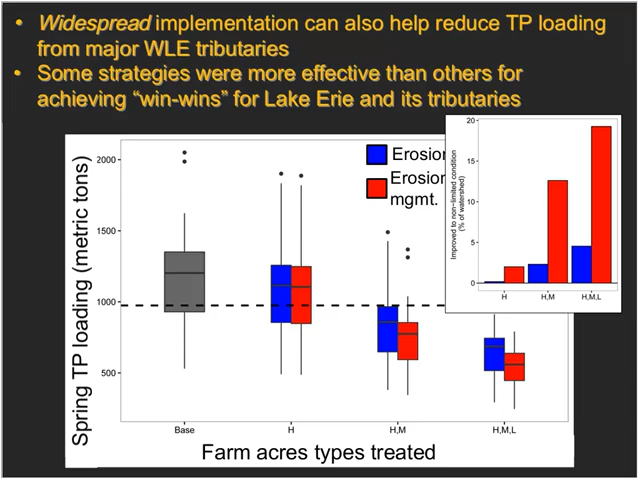 • Widespread implementation can also help reduce TP loading
from major WLE tributaries
• Some strategies were more effective than others for
achieving “win-wins” for Lake Erie and its tributaries
Spring TP loading (metric tons)
2000
1500
1000
500
Base
H
H,M
H,M,L
Farm acres types treated
Erosion
Erosion
mgmt.
Improved to non−limited condition
(% of watershed)
20
15
10
5
0
H
H,M
H,M,L